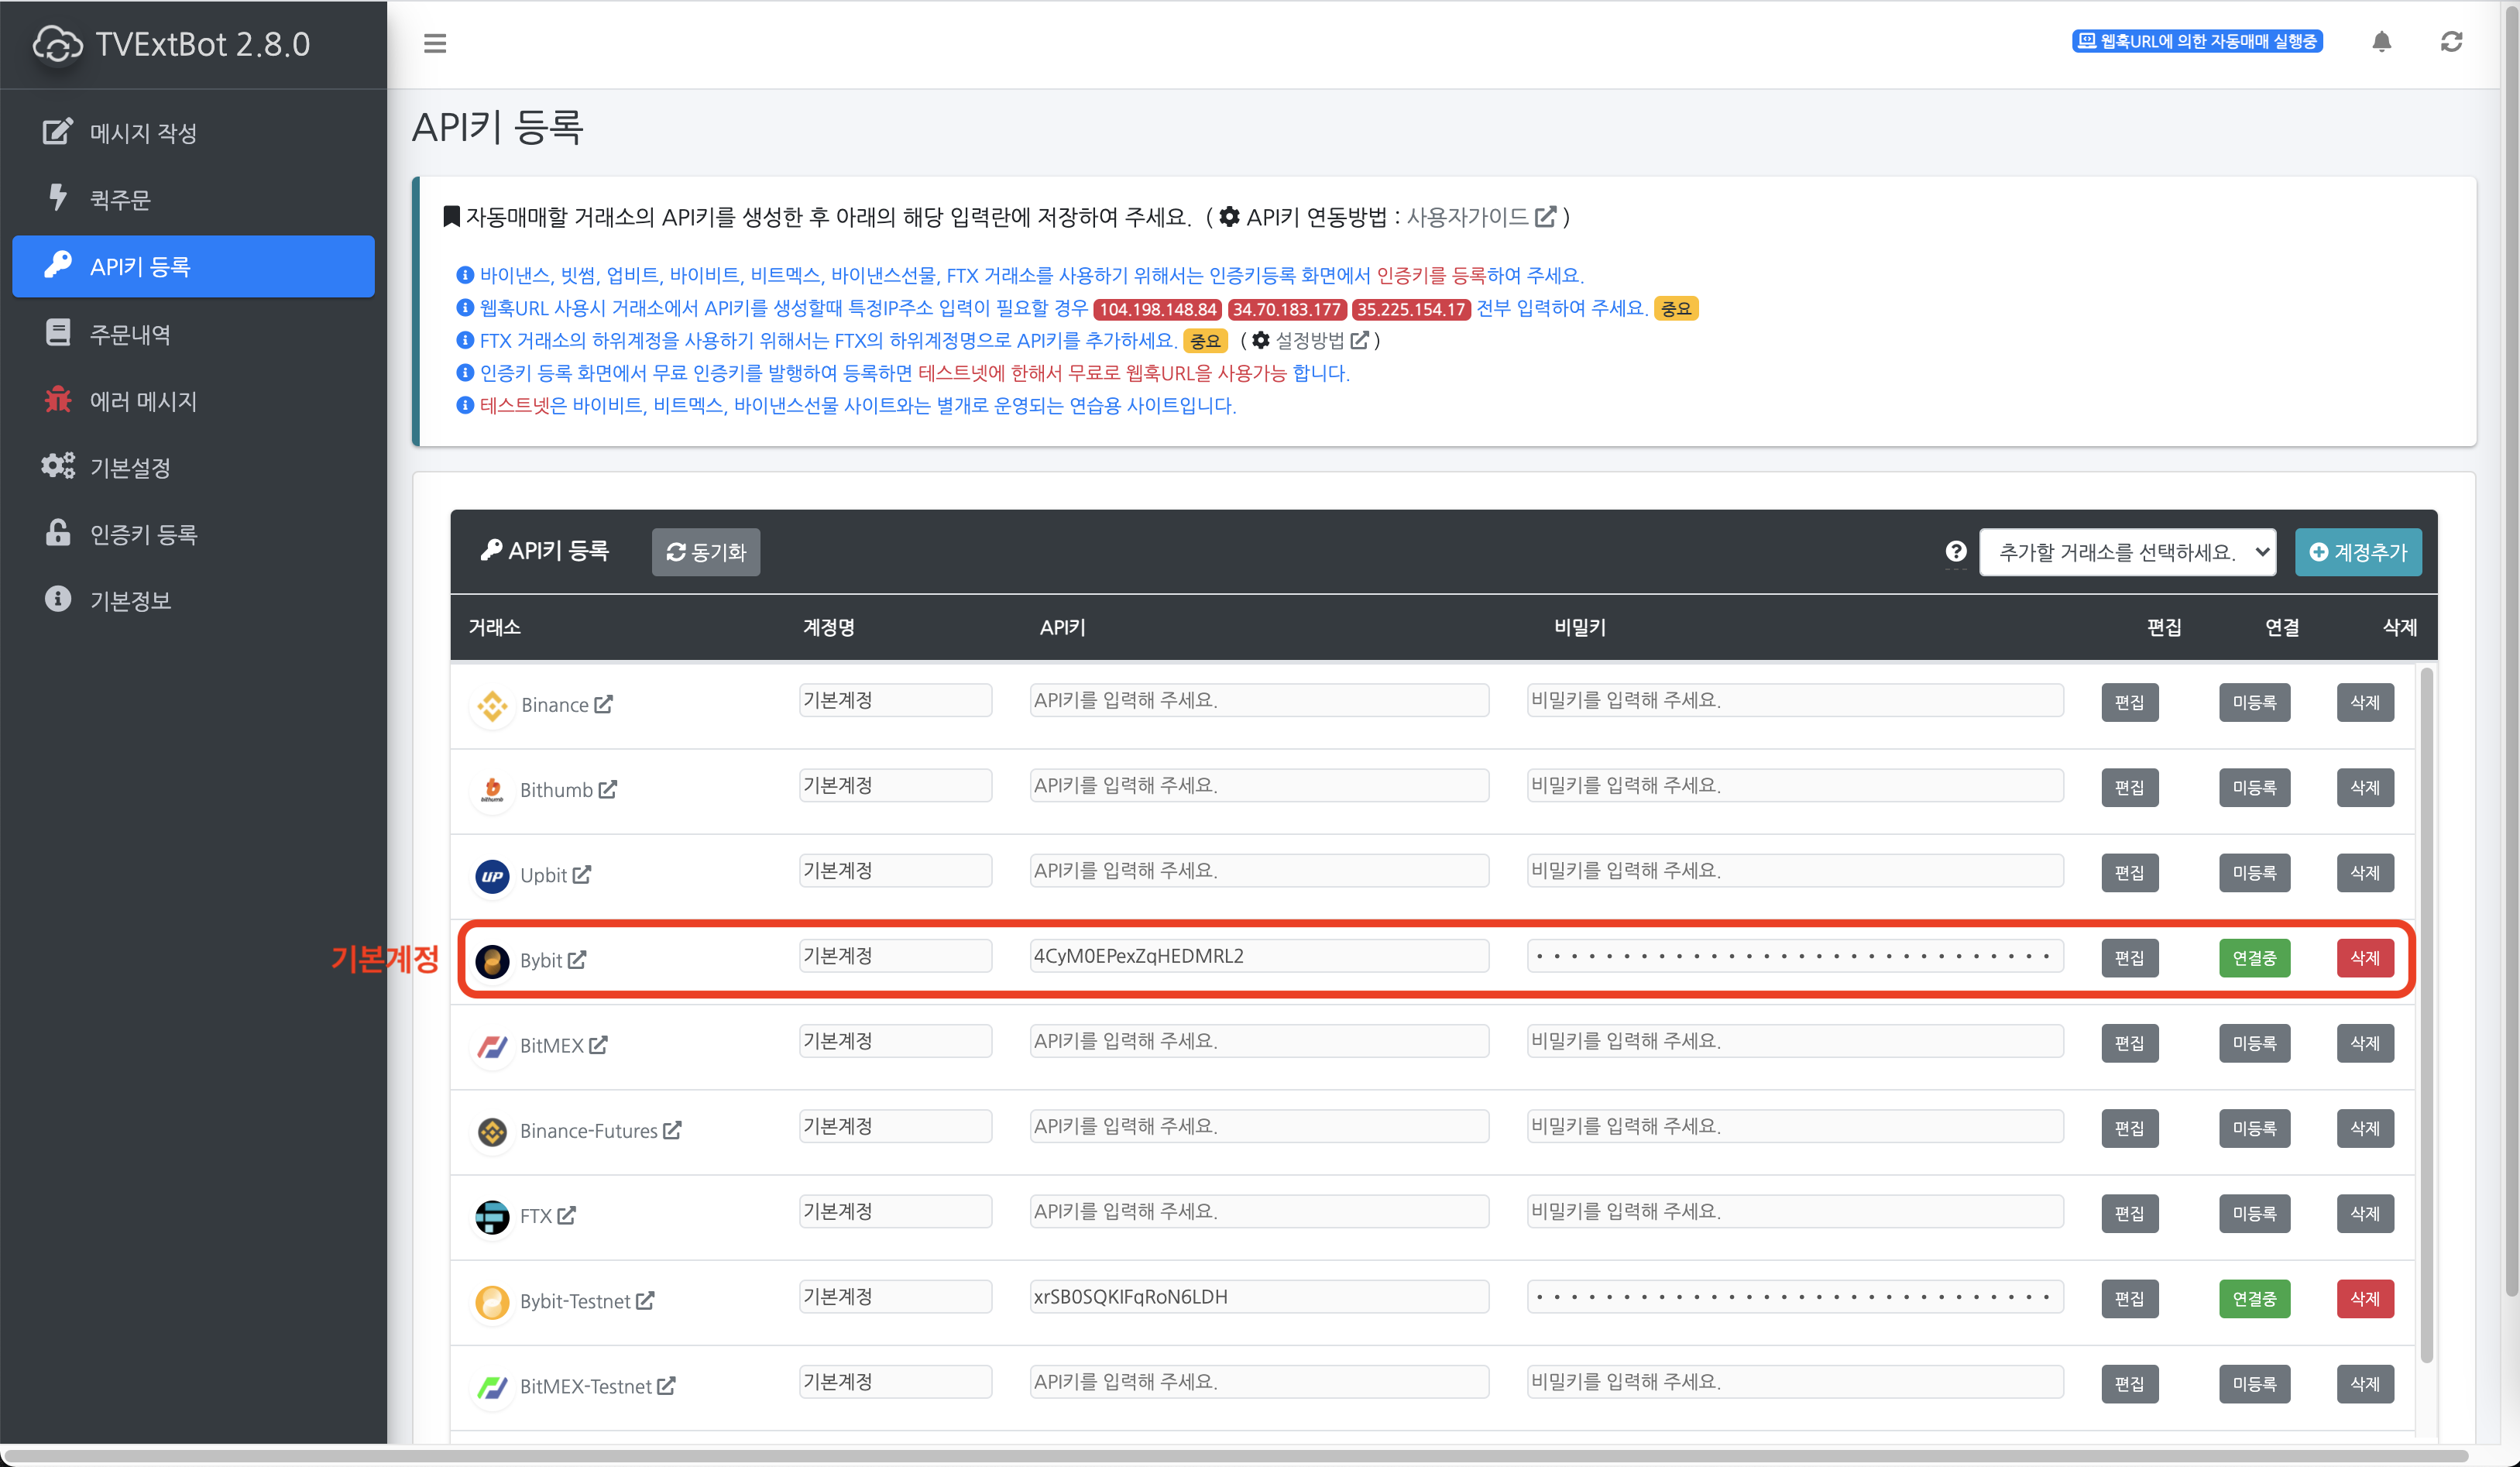 TVExtBot 2.8.0
웹훅URL에 의한 자동매매 실행중
메시지 작성
퀵주문
API키 등록
주문내역
에러 메시지
기본설정
인증키 등록
기본정보
API키 등록
자동매매할 거래소의 API키를 생성한 후 아래의 해당 입력란에 저장하여 주세요. ( API키 연동방법 : 사용자가이드 )
바이낸스, 빗썸, 업비트, 바이비트, 비트멕스, 바이낸스선물, FTX 거래소를 사용하기 위해서는 인증키등록 화면에서 인증키를 등록하여 주세요.
웹훅URL 사용시 거래소에서 API키를 생성할때 특정IP주소 입력이 필요할 경우 104.198.148.84 34.70.183.177 35.225.154.17 전부 입력하여 주세요. 중요
FTX 거래소의 하위계정을 사용하기 위해서는 FTX의 하위계정명으로 API키를 추가하세요. 중요 ( 설정방법 )
인증키 등록 화면에서 무료 인증키를 발행하여 등록하면 테스트넷에 한해서 무료로 웹훅URL을 사용가능 합니다.
테스트넷은 바이비트, 비트멕스, 바이낸스선물 사이트와는 별개로 운영되는 연습용 사이트입니다.
API키 등록 동기화 추가할 거래소를 선택하세요. 계정추가
거래소 계정명 API키 비밀키 편집 연결 삭제
Binance 기본계정 API키를 입력해 주세요. 비밀키를 입력해 주세요. 편집 미등록 삭제
Bithumb 기본계정 API키를 입력해 주세요. 비밀키를 입력해 주세요. 편집 미등록 삭제
Upbit 기본계정 API키를 입력해 주세요. 비밀키를 입력해 주세요. 편집 미등록 삭제
기본계정 Bybit 기본계정 4CyM0EPexZqHEDMRL2 편집 연결중 삭제
BitMEX 기본계정 API키를 입력해 주세요. 비밀키를 입력해 주세요. 편집 미등록 삭제
Binance-Futures 기본계정 API키를 입력해 주세요. 비밀키를 입력해 주세요. 편집 미등록 삭제
FTX 기본계정 API키를 입력해 주세요. 비밀키를 입력해 주세요. 편집 미등록 삭제
Bybit-Testnet 기본계정 xrSB0SQKIFqRoN6LDH 편집 연결중 삭제
BitMEX-Testnet 기본계정 API키를 입력해 주세요. 비밀키를 입력해 주세요. 편집 미등록 삭제